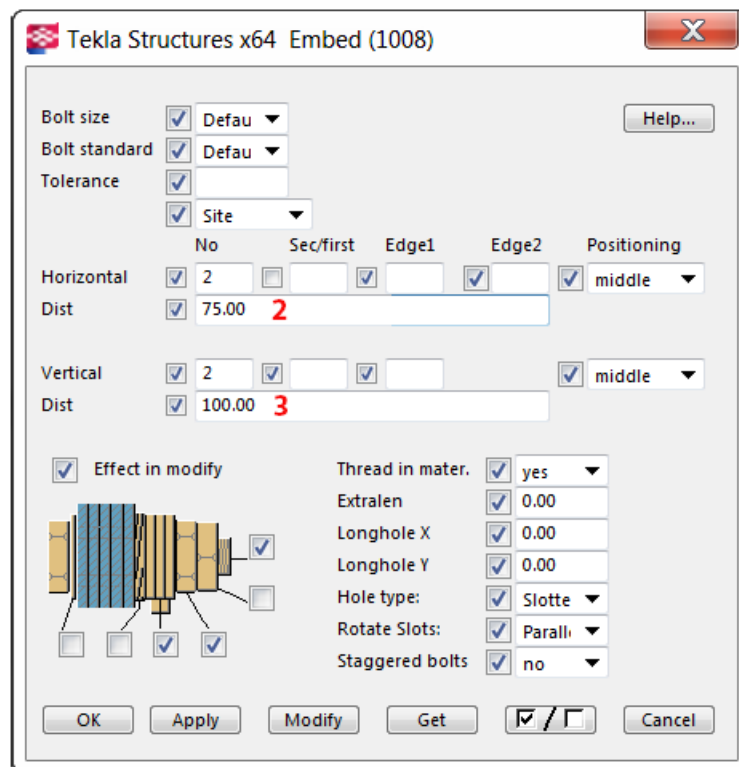 Tekla Structures x64 Embed (1008)
Bolt size Defau Help...
Bolt standard Defau
Tolerance
Site
No Sec/first Edge1 Edge2 Positioning
Horizontal 2 middle
Dist 75.00 2
Vertical 2 middle
Dist 100.00 3
Effect in modify Thread in mater. yes
Extralen 0.00
Longhole X 0.00
Longhole Y 0.00
Hole type: Slotte
Rotate Slots: Paralle
Staggered bolts no
OK Apply Modify Get / Cancel